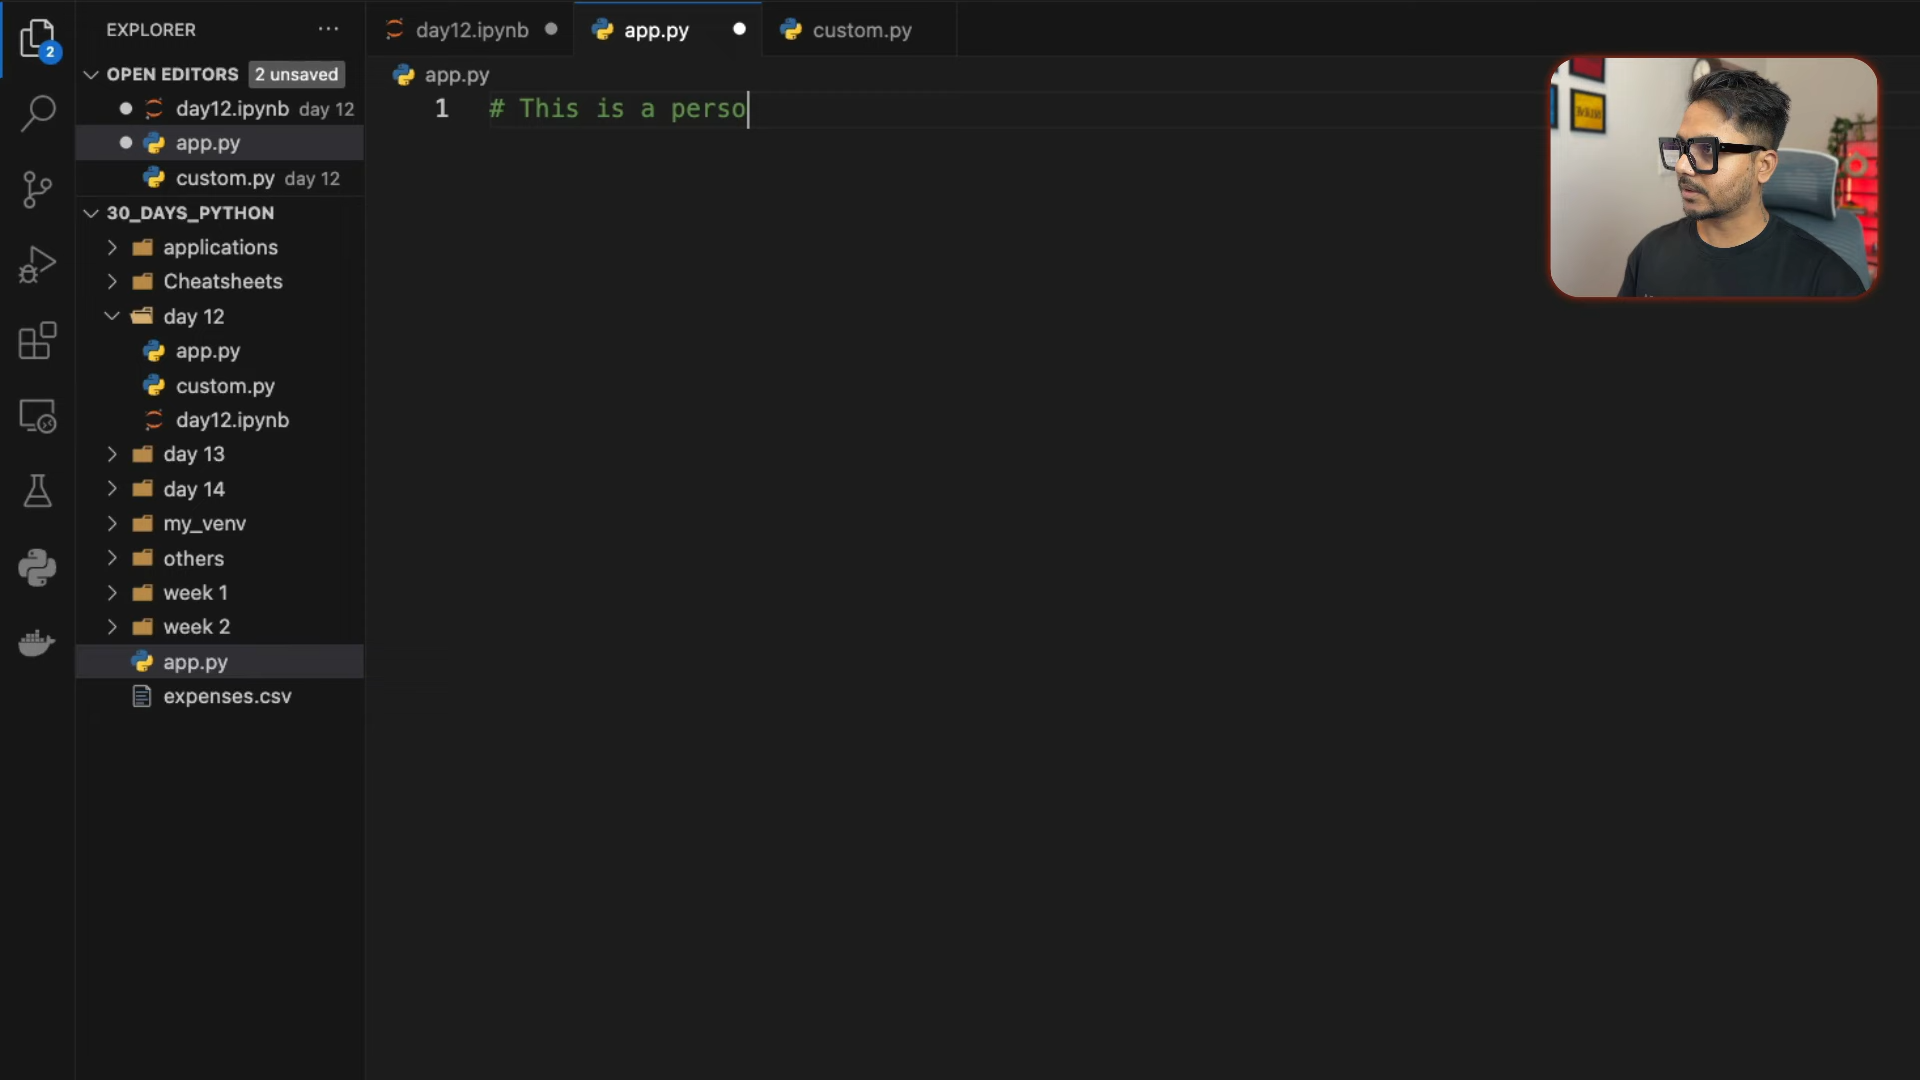 EXPLORER
OPEN EDITORS 2 unsaved
day12.ipynb day 12
app.py
custom.py day 12
30_DAYS_PYTHON
applications
Cheatsheets
day 12
app.py
custom.py
day12.ipynb
day 13
day 14
my_venv
others
week 1
week 2
app.py
expenses.csv
2
day12.ipynb
app.py
custom.py
app.py
1 # This is a perso